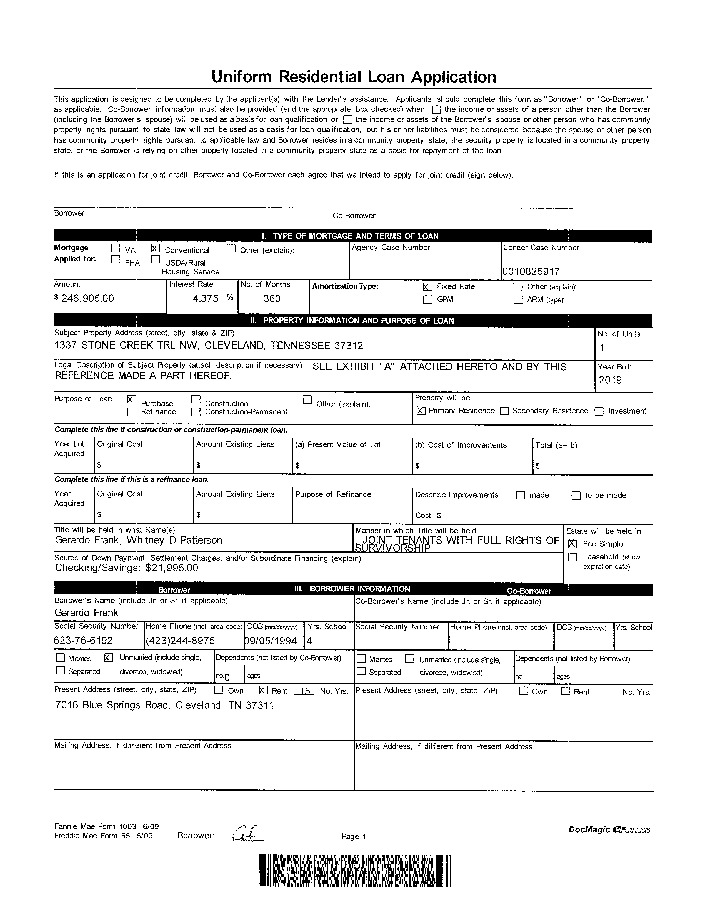 Uniform Residential Loan Application
This application is designed to be completed by the applicant(s) with the Lender's assistance. Applicants should complete this form as "Borrower" or "Co-Borrower,"
as applicable. Co-Borrower information must also be provided (and the appropriate box checked) when the income or assets of a person other than the Borrower
(including the Borrower's spouse) will be used as a basis for loan qualification or the income or assets of the Borrower's spouse or other person who has community
property rights pursuant to state law will not be used as a basis for loan qualification, but his or her liabilities must be considered because the spouse or other person
has community property rights pursuant to applicable law and Borrower resides in a community property state, the security property is located in a community property
state, or the Borrower is relying on other property located in a community property state as a basis for repayment of the loan.
If this is an application for joint credit, Borrower and Co-Borrower each agree that we intend to apply for joint credit (sign below).
Borrower Co-Borrower
I. TYPE OF MORTGAGE AND TERMS OF LOAN
Mortgage Applied for: VA X Conventional Other (explain): Agency Case Number Lender Case Number
FHA USDA/Rural Housing Service
Amount Interest Rate No. of Months Amortization Type: X Fixed Rate Other (explain)
$ 4.375 % 360 GPM ARM (type)
II. PROPERTY INFORMATION AND PURPOSE OF LOAN
Subject Property Address (street, city, state & ZIP) No. of Units
1337 STONE CREEK TRL NW, CLEVELAND, TENNESSEE 37312 1
Legal Description of Subject Property (attach description if necessary) SEE EXHIBIT "A" ATTACHED HERETO AND BY THIS Year Built
REFERENCE MADE A PART HEREOF.
Purpose of Loan X Purchase Construction Other (explain): Property will be:
Refinance Construction-Permanent X Primary Residence Secondary Residence Investment
Complete this line if construction or construction-permanent loan.
Year Lot Acquired Original Cost Amount Existing Liens (a) Present Value of Lot (b) Cost of Improvements Total (a+b)
$ $ $ $ $
Complete this line if this is a refinance loan.
Year Acquired Original Cost Amount Existing Liens Purpose of Refinance Describe Improvements made to be made
$ $ Cost: $
Title will be held in what Name(s) Manner in which Title will be held Estate will be held in:
Gerardo Frank, Whitney D Patterson JOINT TENANTS WITH FULL RIGHTS OF X Fee Simple
SURVIVORSHIP Leasehold (show expiration date)
Source of Down Payment, Settlement Charges, and/or Subordinate Financing (explain)
Checking/Savings: $21,995.00
Borrower III. BORROWER INFORMATION Co-Borrower
Borrower's Name (include Jr. or Sr. if applicable) Co-Borrower's Name (include Jr. or Sr. if applicable)
Gerardo Frank
Social Security Number Home Phone (incl. area code) DOB (mm/dd/yyyy) Yrs. School Social Security Number Home Phone (incl. area code) DOB (mm/dd/yyyy) Yrs. School
(423)244-8975 09/05/1994
Married X Unmarried (include single, Dependents (not listed by Co-Borrower) Married Unmarried (include single, Dependents (not listed by Borrower)
Separated divorced, widowed) no. 0 ages Separated divorced, widowed) no. ages
Present Address (street, city, state, ZIP) Own X Rent No. Yrs. Present Address (street, city, state, ZIP) Own Rent No. Yrs.
7016 Blue Springs Road, Cleveland, TN
Mailing Address, if different from Present Address Mailing Address, if different from Present Address
Fannie Mae Form 1003 6/09
Freddie Mac Form 65 6/09 Borrower: Page 1 DocMagic